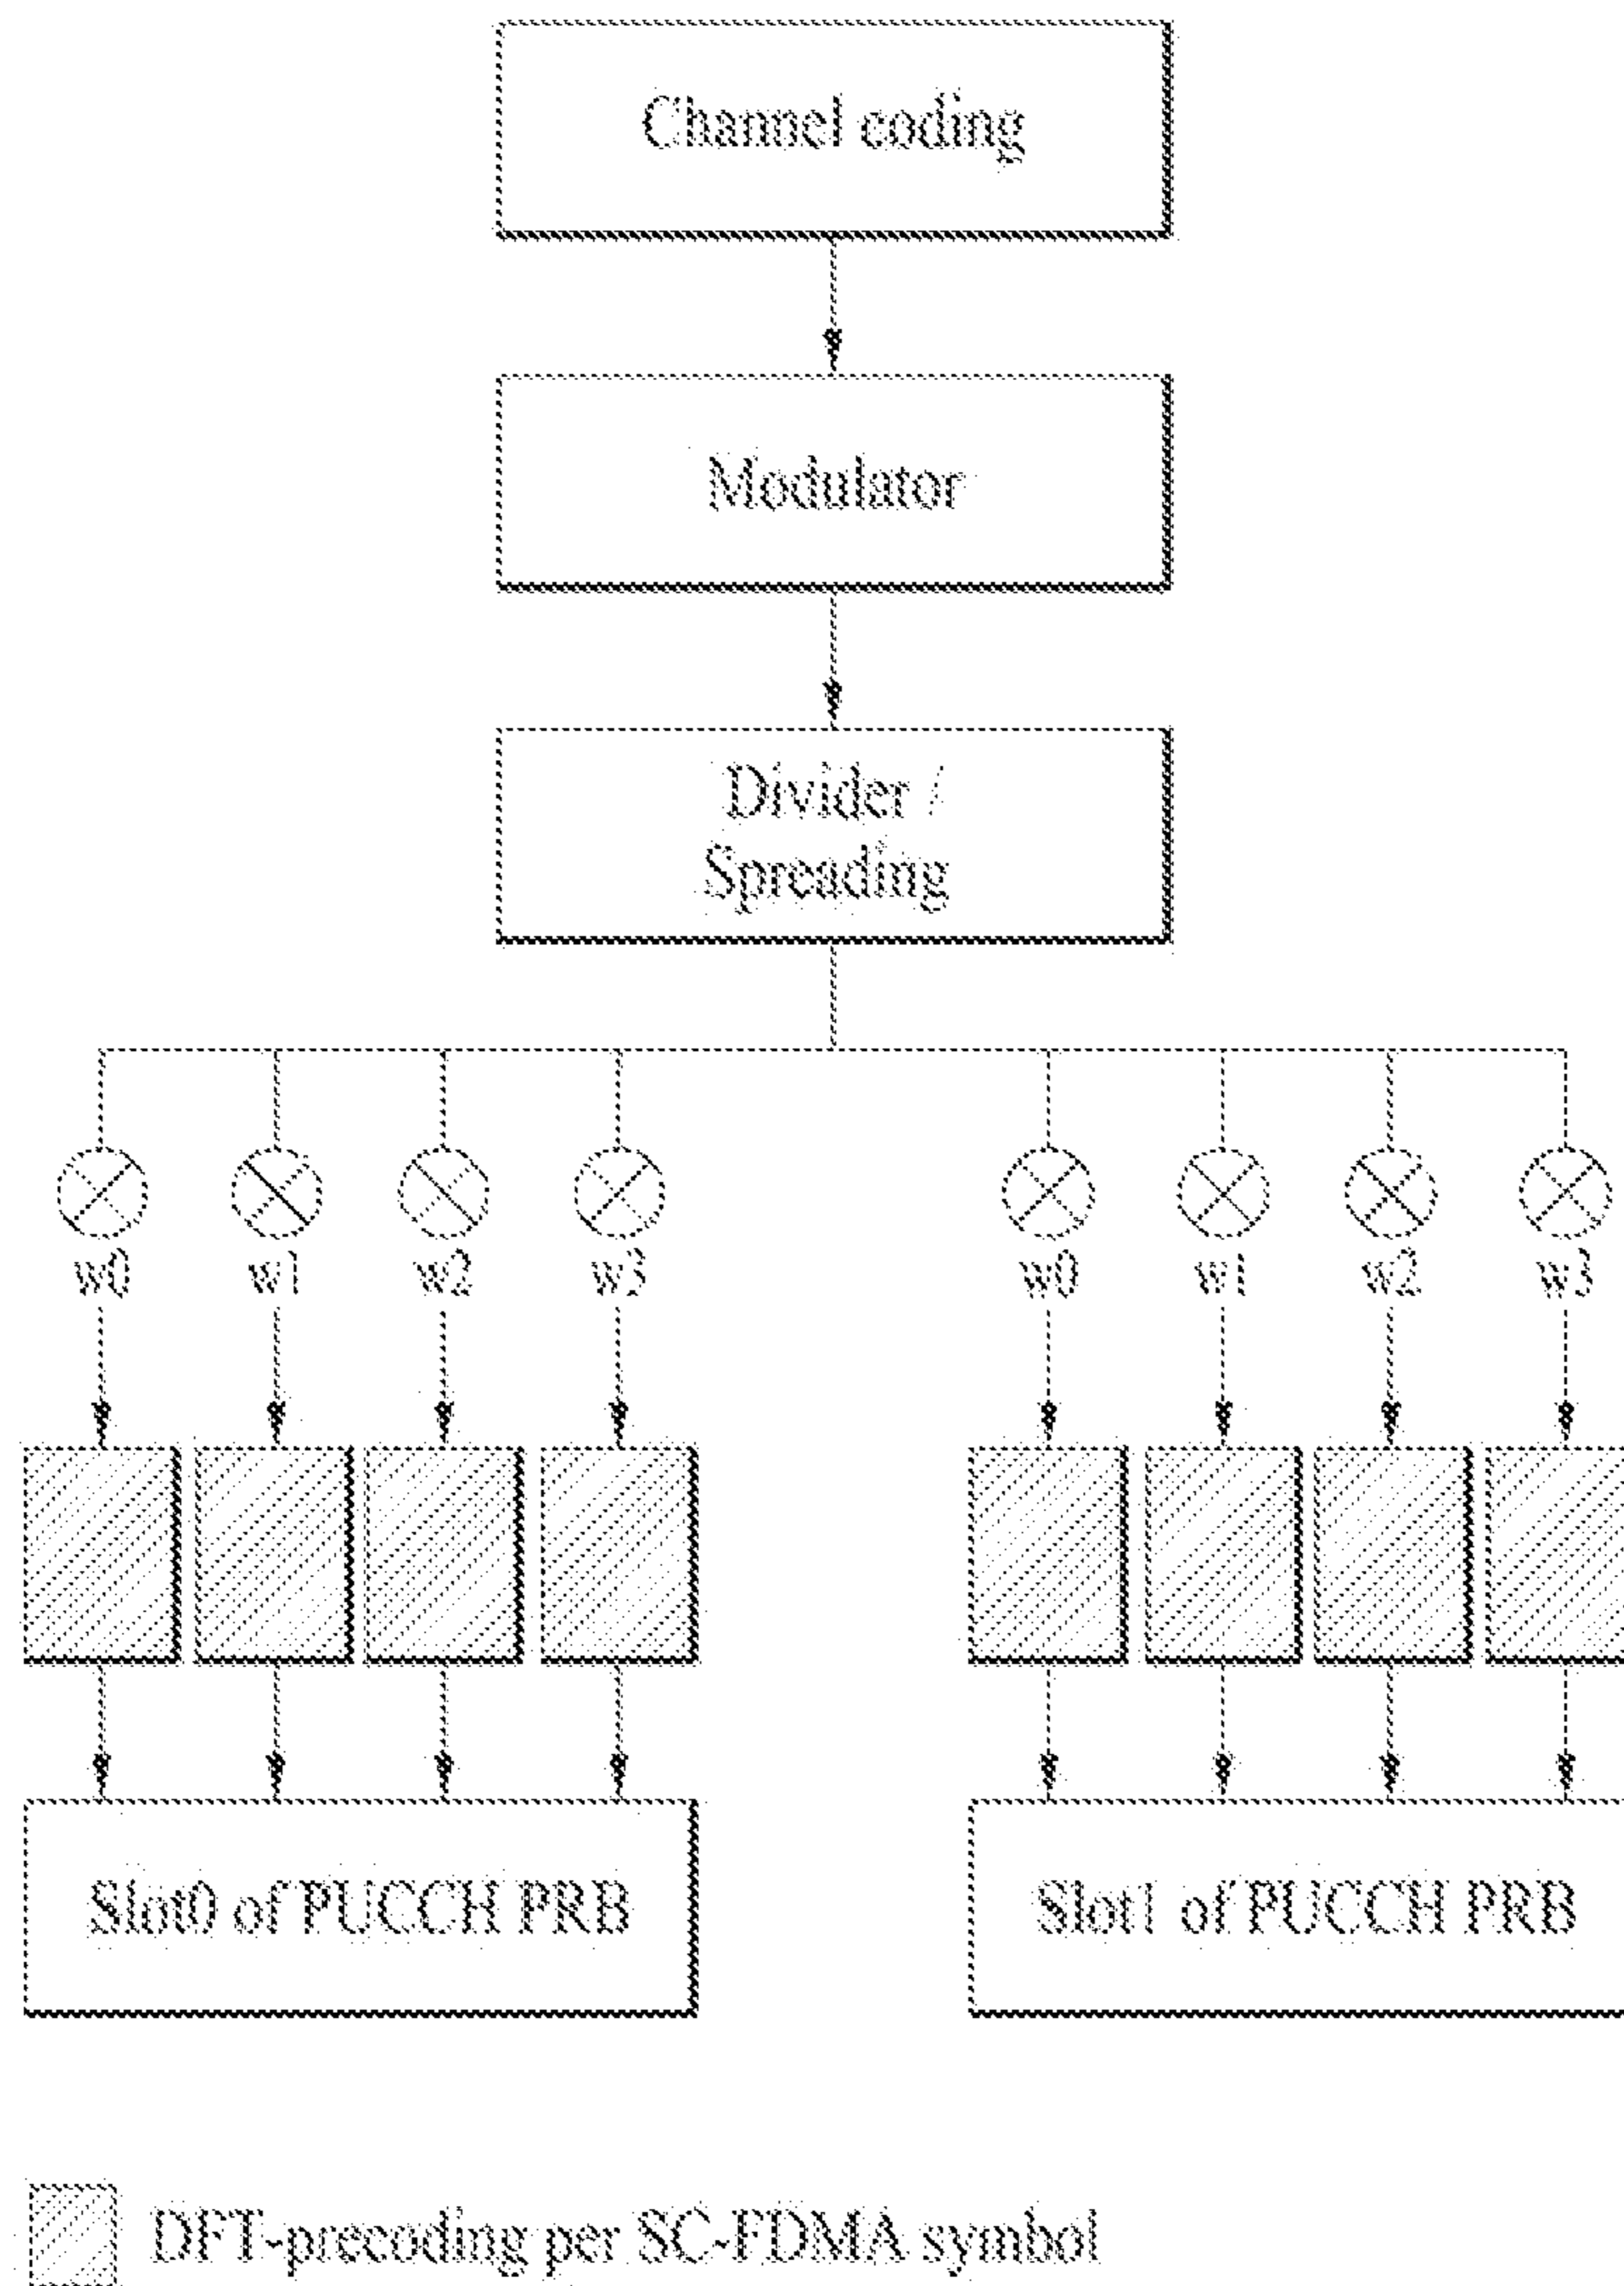 Channel coding
Modulator
Divider /
Spreading
w0 w1 w2 w3 w0 w1 w2 w3
Slot0 of PUCCH PRB Slot1 of PUCCH PRB
DFT-precoding per SC-FDMA symbol